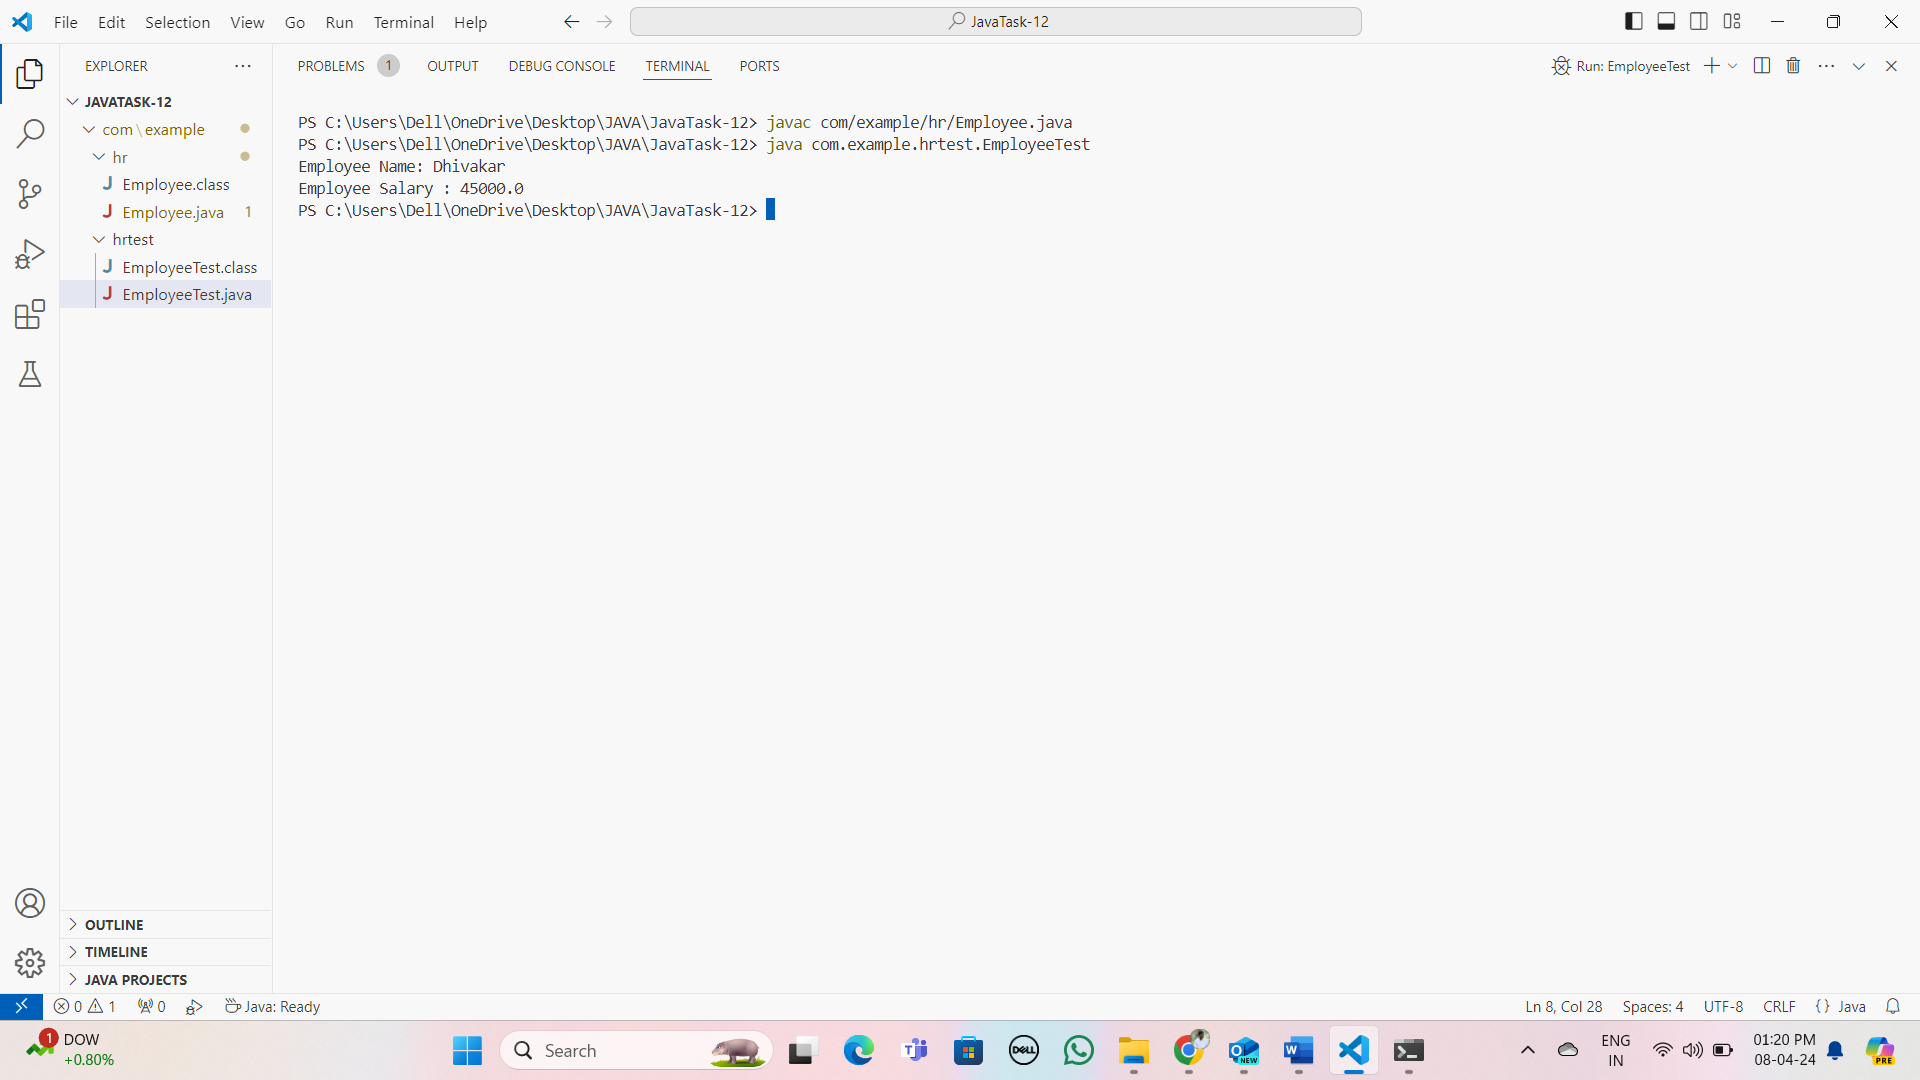 File Edit Selection View Go Run Terminal Help
JavaTask-12
EXPLORER
JAVATASK-12
com\example
hr
Employee.class
Employee.java 1
hrtest
EmployeeTest.class
EmployeeTest.java
OUTLINE
TIMELINE
JAVA PROJECTS
PROBLEMS 1 OUTPUT DEBUG CONSOLE TERMINAL PORTS
Run: EmployeeTest
PS C:\Users\Dell\OneDrive\Desktop\JAVA\JavaTask-12> javac com/example/hr/Employee.java
PS C:\Users\Dell\OneDrive\Desktop\JAVA\JavaTask-12> java com.example.hrtest.EmployeeTest
Employee Name: Dhivakar
Employee Salary : 45000.0
PS C:\Users\Dell\OneDrive\Desktop\JAVA\JavaTask-12>
0 1 0 Java: Ready
Ln 8, Col 28 Spaces: 4 UTF-8 CRLF {} Java
1
DOW
+0.80%
Search
DELL
NEW
ENG
IN
01:20 PM
08-04-24
PRE